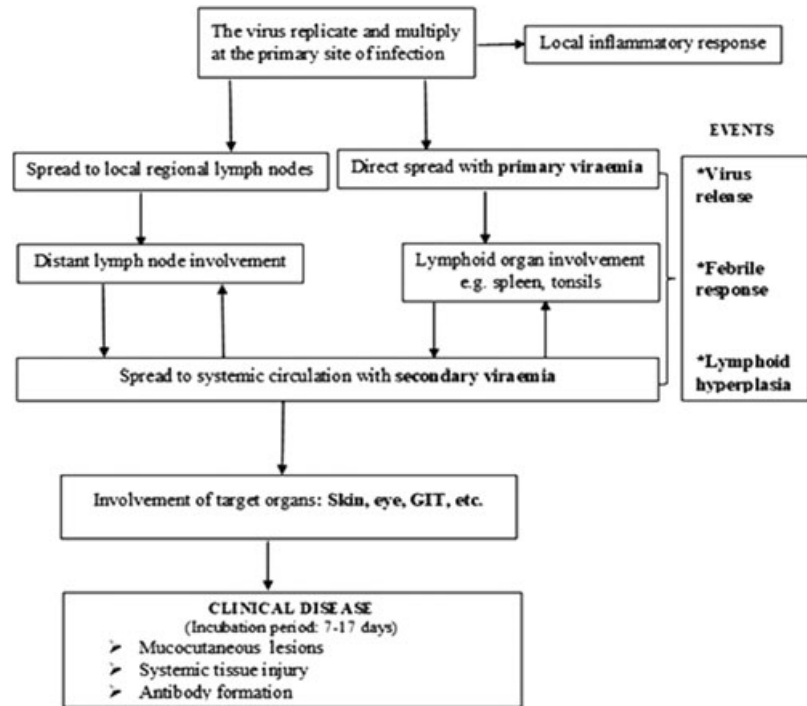 The virus replicate and multiply
at the primary site of infection
Local inflammatory response
EVENTS
Spread to local regional lymph nodes
Direct spread with primary viraemia
*Virus
release
Distant lymph node involvement
Lymphoid organ involvement
e.g. spleen, tonsils
*Febrile
response
Spread to systemic circulation with secondary viraemia
*Lymphoid
hyperplasia
Involvement of target organs: Skin, eye, GIT, etc.
CLINICAL DISEASE
(Incubation period: 7-17 days)
➢ Mucocutaneous lesions
➢ Systemic tissue injury
➢ Antibody formation